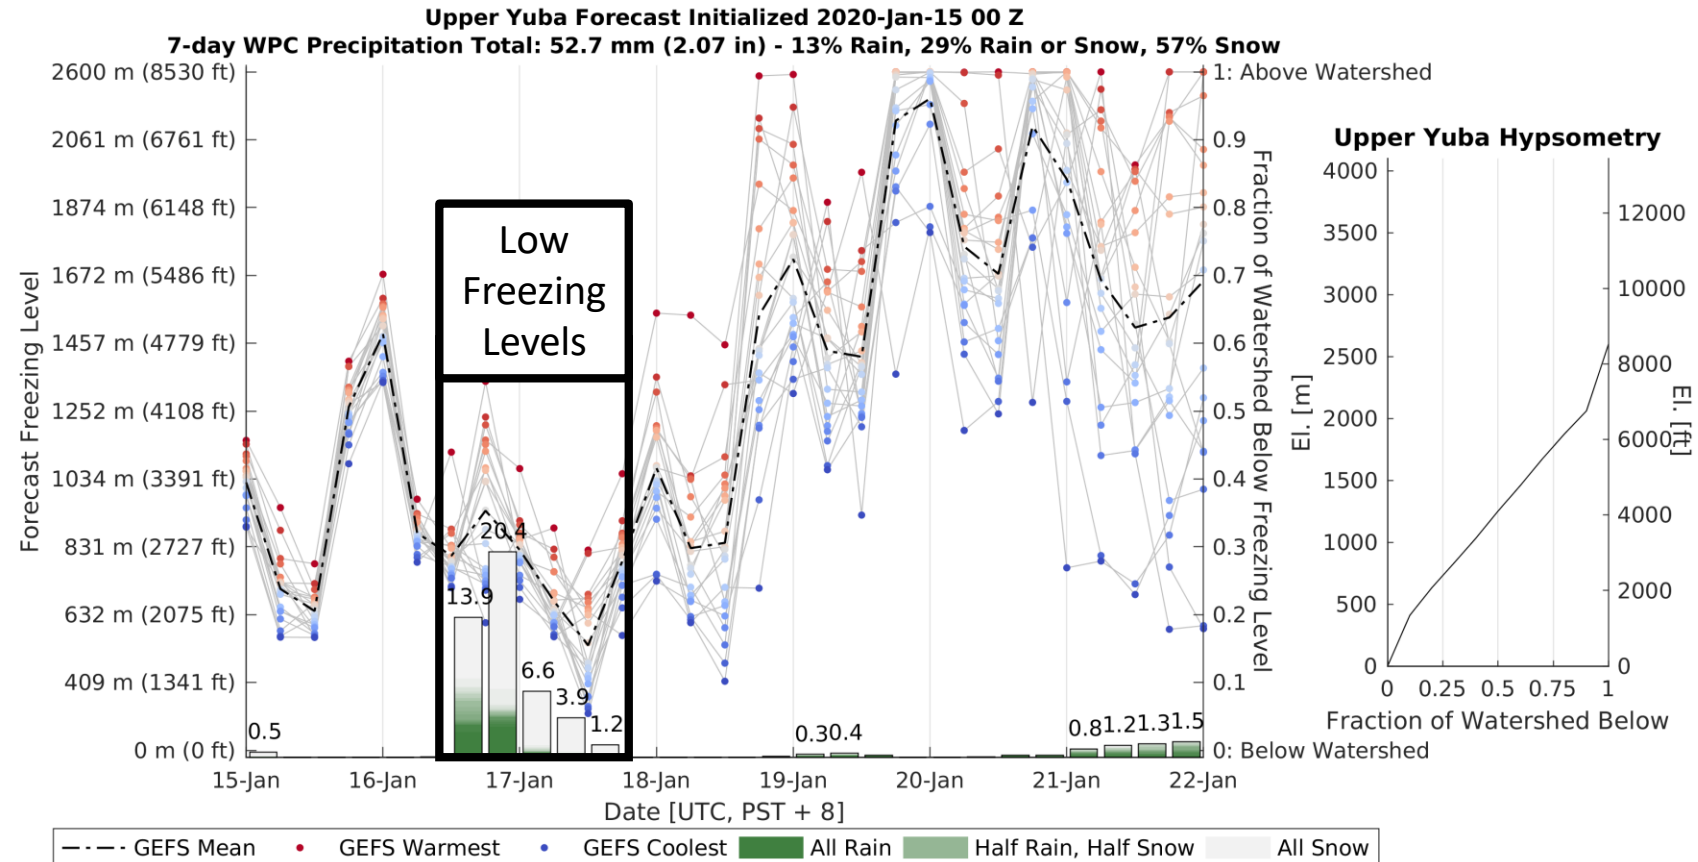 Upper Yuba Forecast Initialized 2020-Jan-15 00 Z
7-day WPC Precipitation Total: 52.7 mm (2.07 in) - 13% Rain, 29% Rain or Snow, 57% Snow
Forecast Freezing Level
2600 m (8530 ft)
2061 m (6761 ft)
1874 m (6148 ft)
1672 m (5486 ft)
1457 m (4779 ft)
1252 m (4108 ft)
1034 m (3391 ft)
831 m (2727 ft)
632 m (2075 ft)
409 m (1341 ft)
0 m (0 ft)
Low
Freezing
Levels
0.5
13.9
20.4
6.6
3.9
1.2
0.3
0.4
0.8
1.2
1.3
1.5
1: Above Watershed
0.9
0.8
0.7
0.6
0.5
0.4
0.3
0.2
0.1
0: Below Watershed
Fraction of Watershed Below Freezing Level
15-Jan
16-Jan
17-Jan
18-Jan
19-Jan
20-Jan
21-Jan
22-Jan
Date [UTC, PST + 8]
GEFS Mean
GEFS Warmest
GEFS Coolest
All Rain
Half Rain, Half Snow
All Snow
Upper Yuba Hypsometry
El. [m]
4000
3500
3000
2500
2000
1500
1000
500
0
12000
10000
8000
6000
4000
2000
0
El. [ft]
0
0.25
0.5
0.75
1
Fraction of Watershed Below